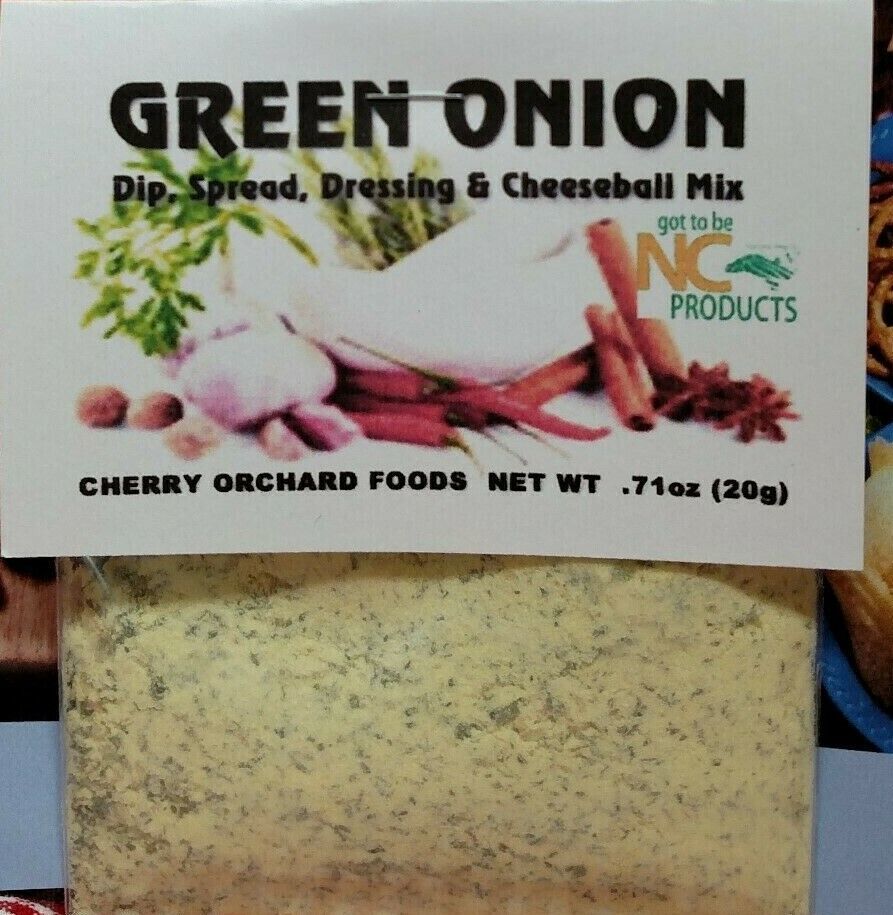 GREEN ONION
Dip, Spread, Dressing & Cheeseball Mix
got to be
NC
PRODUCTS
CHERRY ORCHARD FOODS NET WT .71oz (20g)